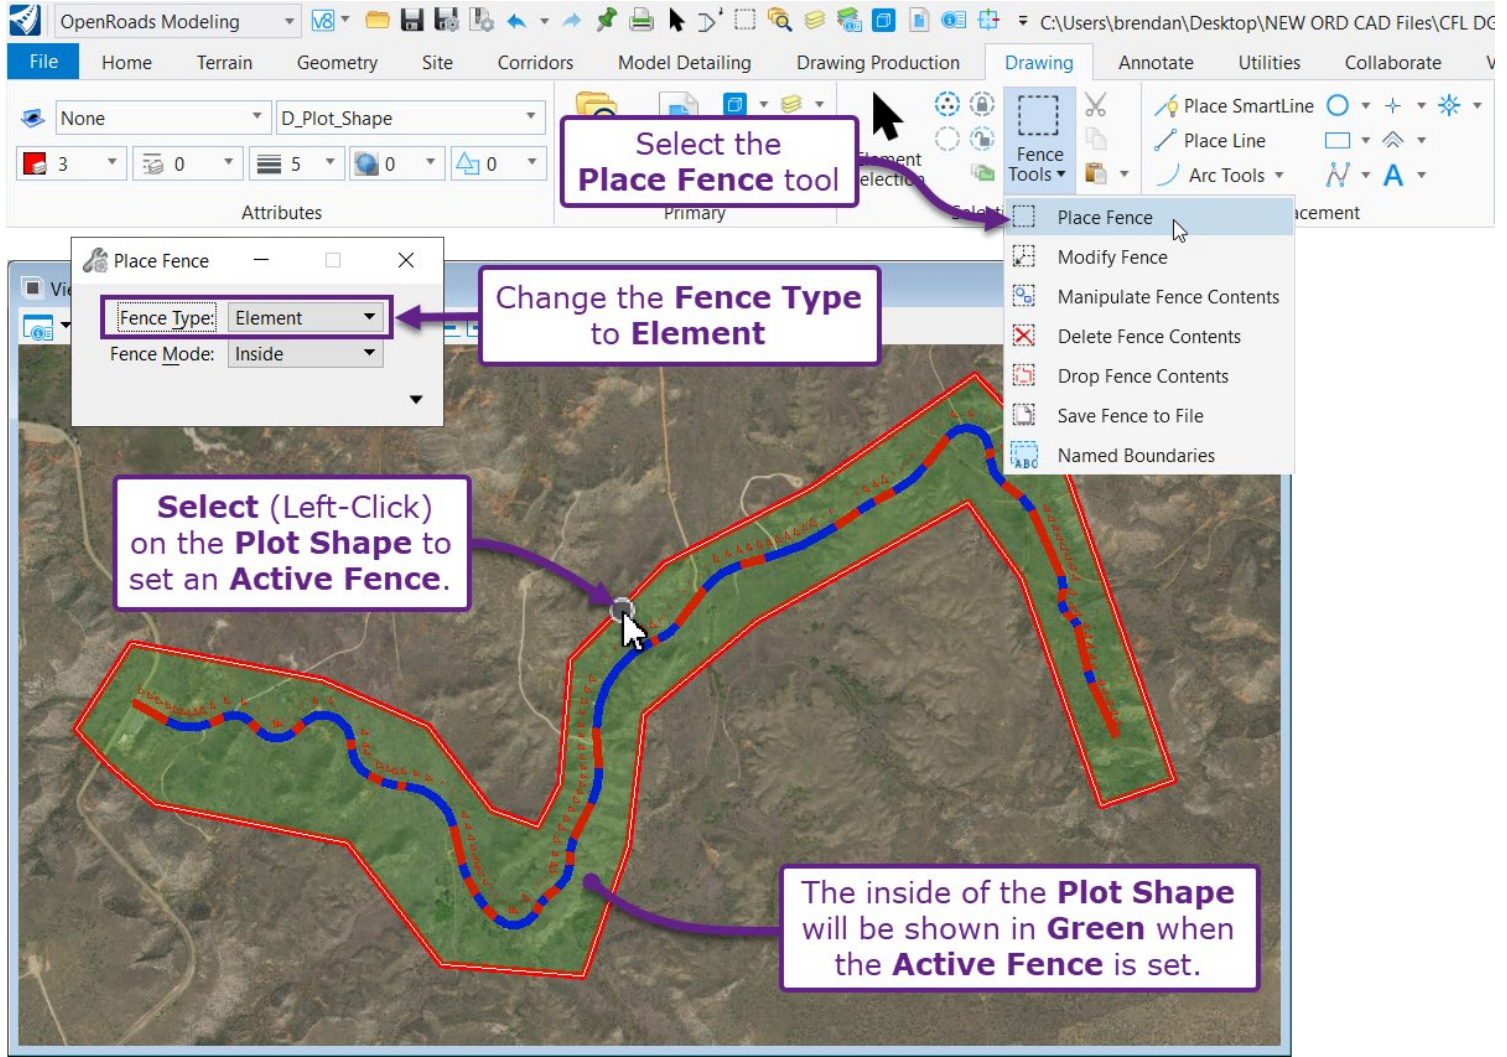 OpenRoads Modeling
V8
C:\Users\brendan\Desktop\NEW ORD CAD Files\CFL DG
File Home Terrain Geometry Site Corridors Model Detailing Drawing Production Drawing Annotate Utilities Collaborate
None
D_Plot_Shape
3 0 5 0 0
Attributes
Primary
Select the
Place Fence tool
Element
Fence
Tools
Place SmartLine
Place Line
Arc Tools
A
Place Fence
Modify Fence
Manipulate Fence Contents
Delete Fence Contents
Drop Fence Contents
Save Fence to File
ABC
Named Boundaries
Place Fence
Fence Type: Element
Fence Mode: Inside
Change the Fence Type
to Element
Select (Left-Click)
on the Plot Shape to
set an Active Fence.
The inside of the Plot Shape
will be shown in Green when
the Active Fence is set.